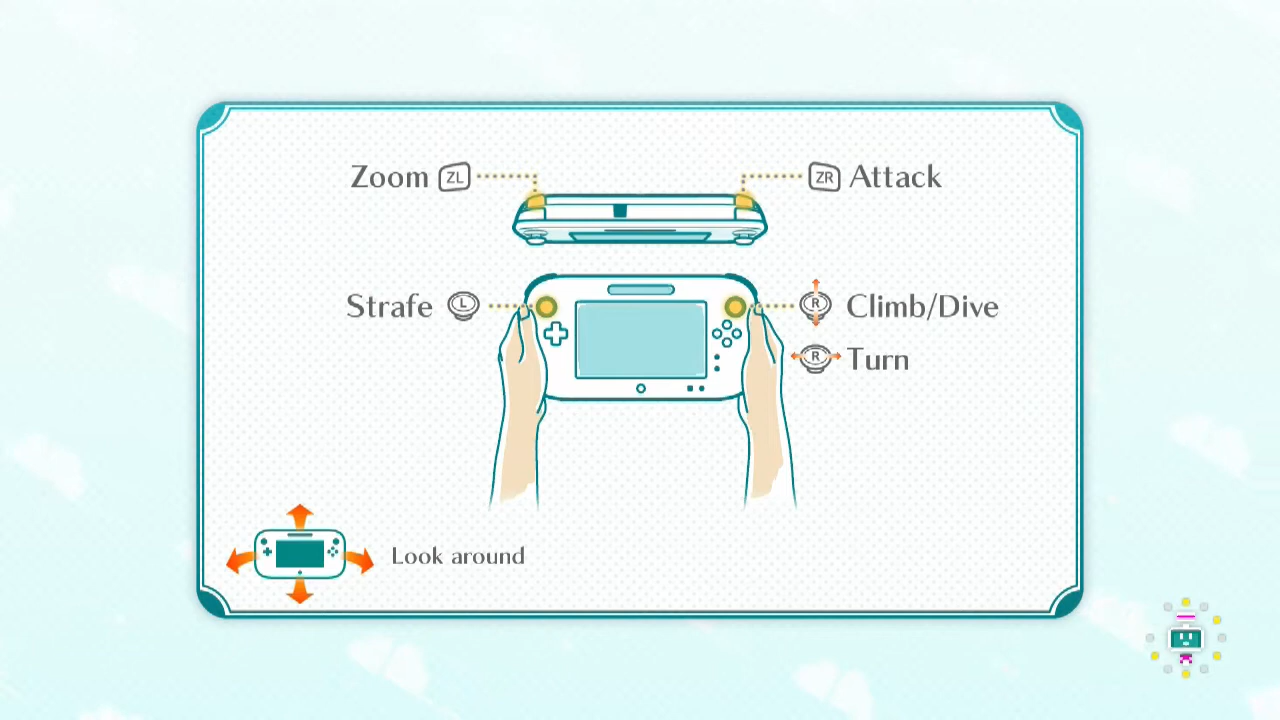 Zoom ZL
ZR Attack
Strafe L
R Climb/Dive
R Turn
Look around